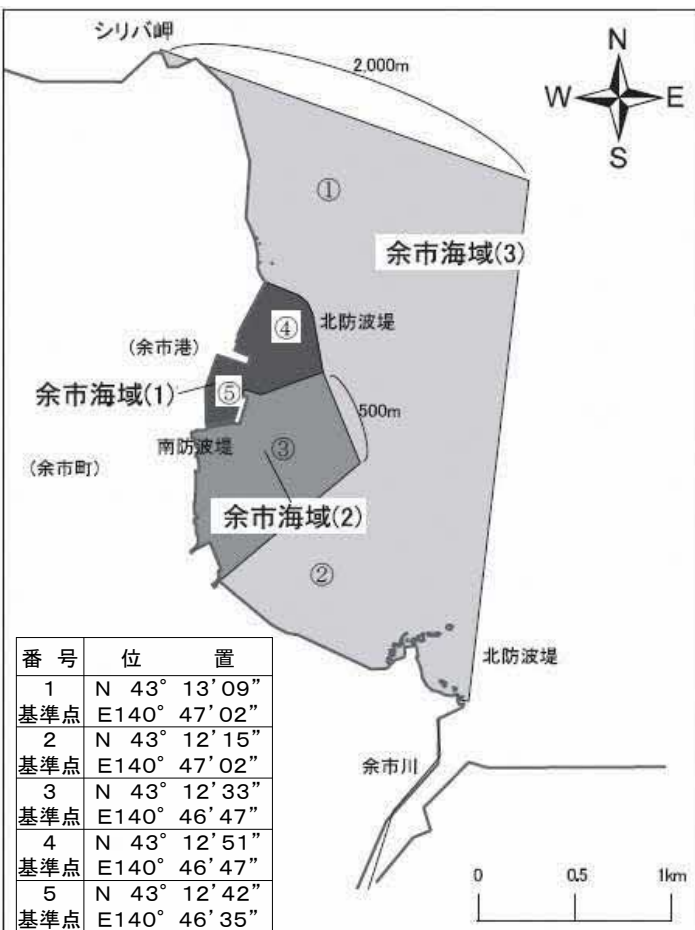 シリバ岬
2,000m
N
W
E
S
①
余市海域(3)
北防波堤
④
(余市港)
余市海域(1)
⑤
500m
南防波堤
③
(余市町)
余市海域(2)
②
北防波堤
余市川
番 号 位 置
1 N 43° 13’09”
基準点 E140° 47’02”
2 N 43° 12’15”
基準点 E140° 47’02”
3 N 43° 12’33”
基準点 E140° 46’47”
4 N 43° 12’51”
基準点 E140° 46’47”
5 N 43° 12’42”
基準点 E140° 46’35”
0 0.5 1km